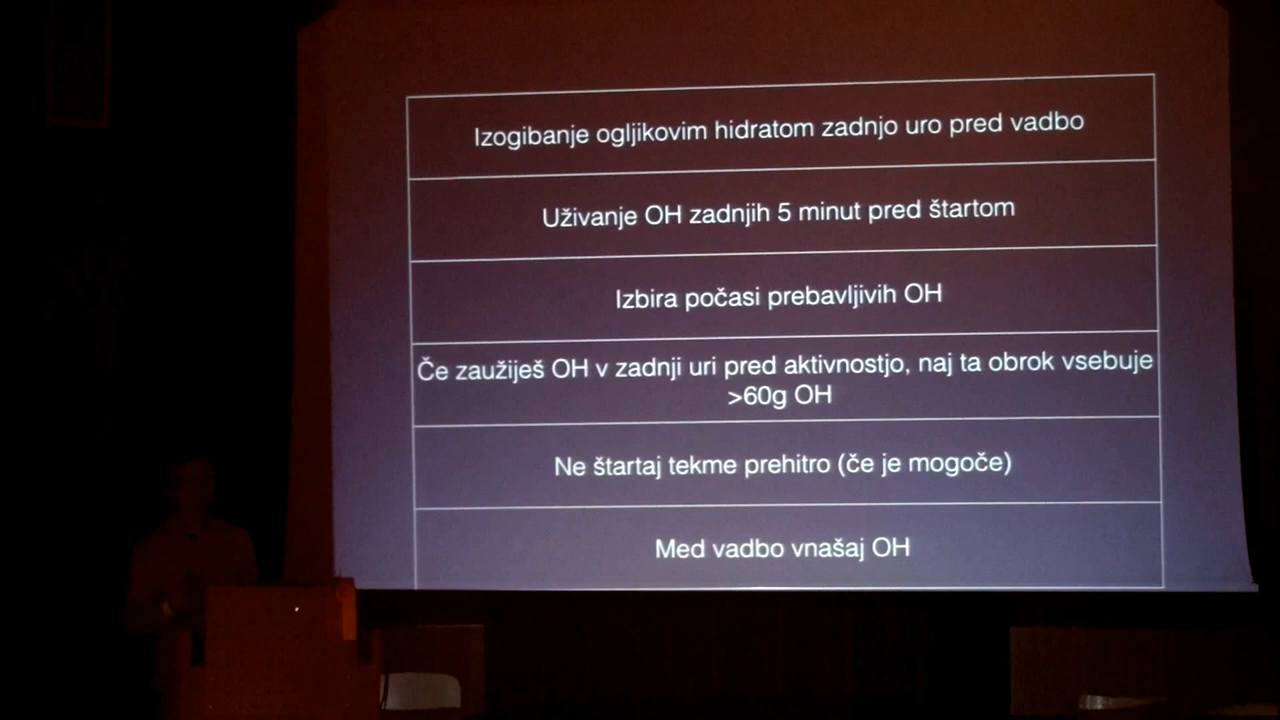 Izogibanje ogljikovim hidratom zadnjo uro pred vadbo
Uživanje OH zadnjih 5 minut pred štartom
Izbira počasi prebavljivih OH
Če zaužiješ OH v zadnji uri pred aktivnostjo, naj ta obrok vsebuje
>60g OH
Ne štartaj tekme prehitro (če je mogoče)
Med vadbo vnašaj OH